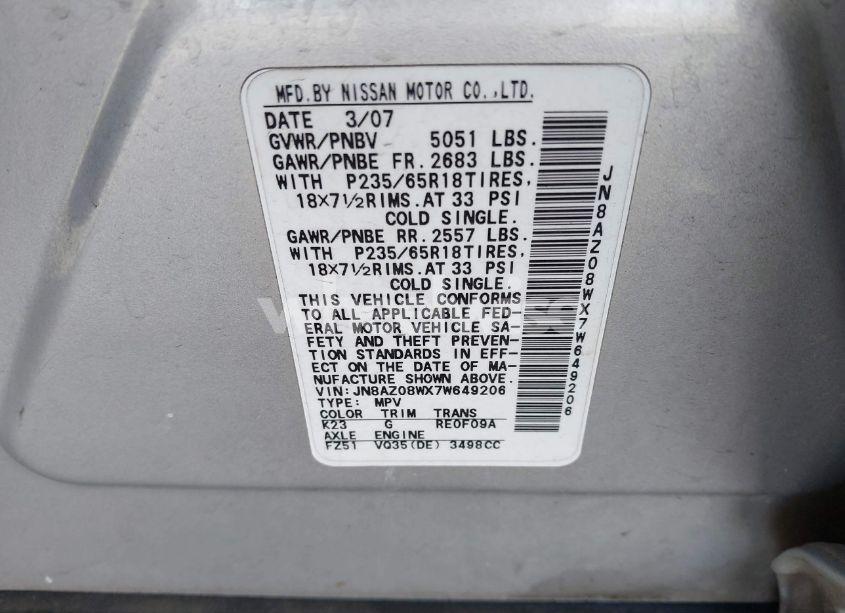 MFD.BY NISSAN MOTOR CO.,LTD.
DATE 3/07
GVWR/PNBV 5051 LBS.
GAWR/PNBE FR. 2683 LBS.
WITH P235/65R18TIRES,
18X7½RIMS.AT 33 PSI
COLD SINGLE.
GAWR/PNBE RR. 2557 LBS.
WITH P235/65R18TIRES,
18X7½RIMS.AT 33 PSI
COLD SINGLE.
THIS VEHICLE CONFORMS
TO ALL APPLICABLE FED-
ERAL MOTOR VEHICLE SA-
FETY AND THEFT PREVEN-
TION STANDARDS IN EFF-
ECT ON THE DATE OF MA-
NUFACTURE SHOWN ABOVE.
VIN:JN8AZ08WX7W649206
TYPE: MPV
COLOR TRIM TRANS
K23 G RE0F09A
AXLE ENGINE
FZ51 VQ35(DE) 3498CC
JN8AZ08WX7W649206